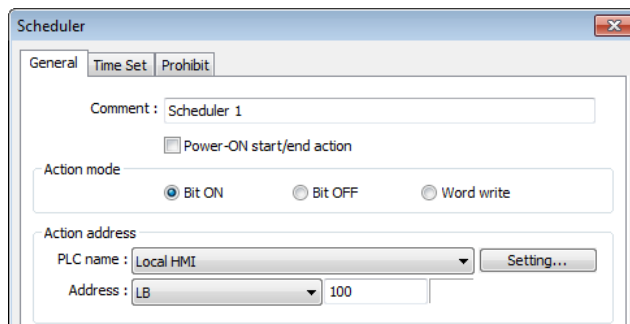 Scheduler
General Time Set Prohibit
Comment : Scheduler 1
Power-ON start/end action
Action mode
Bit ON Bit OFF Word write
Action address
PLC name : Local HMI Setting...
Address : LB 100